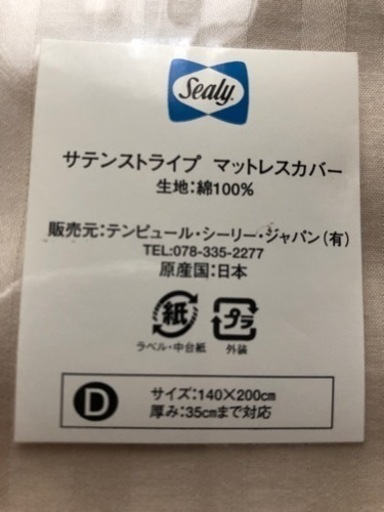 Sealy
サテンストライプ マットレスカバー
生地:綿100%
販売元:テンピュール・シーリー・ジャパン(有)
TEL:078-335-2277
原産国:日本
紙 プラ
ラベル・中台紙 外装
D
サイズ:140×200cm
厚み:35cmまで対応